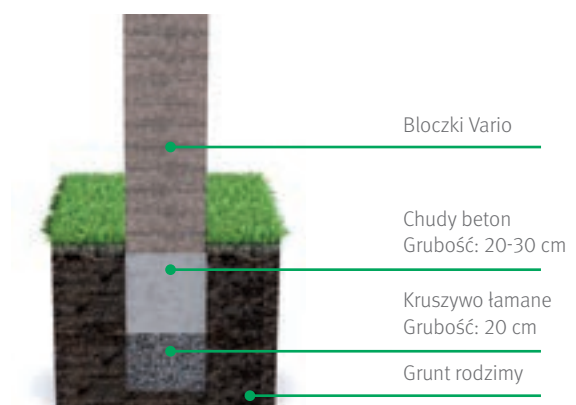 Bloczki Vario
Chudy beton
Grubość: 20-30 cm
Kruszywo łamane
Grubość: 20 cm
Grunt rodzimy